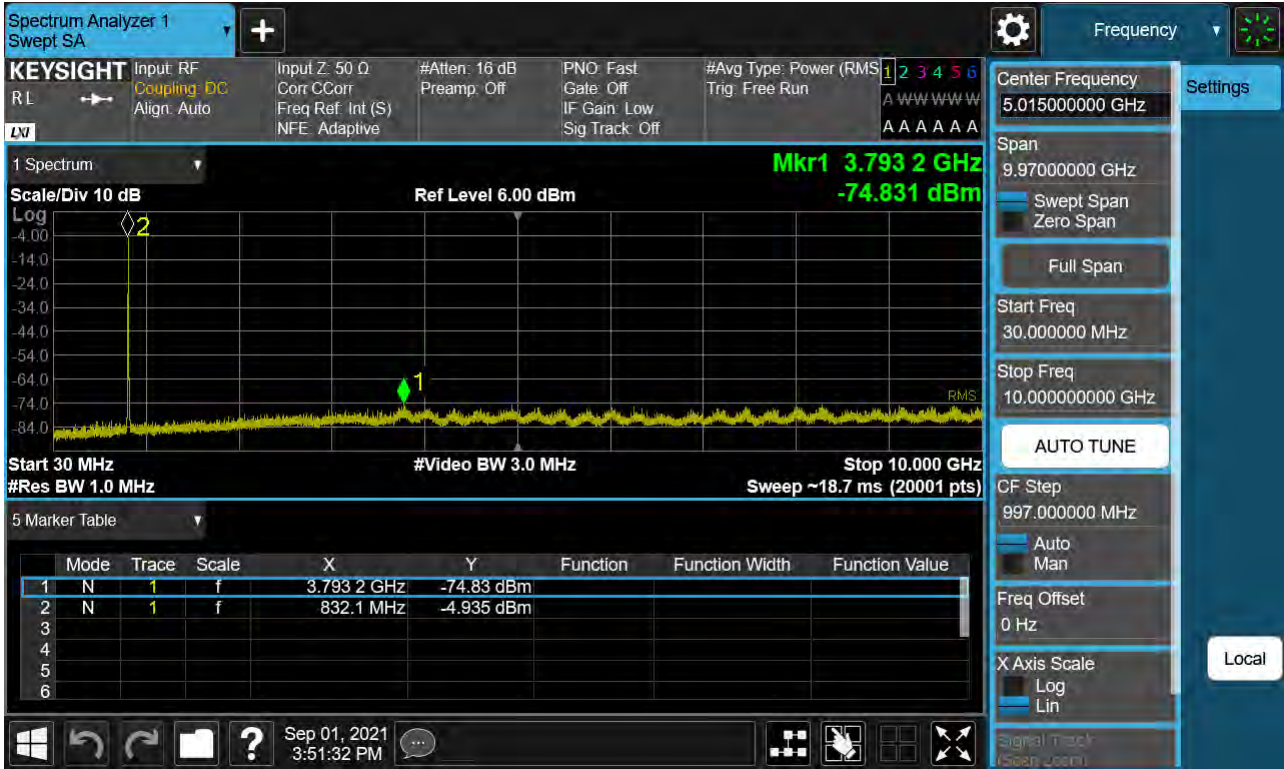 Spectrum Analyzer 1
Swept SA
Frequency
KEYSIGHT
Input: RF
Input Z: 50 Ω
#Atten: 16 dB
PNO: Fast
#Avg Type: Power (RMS
1 2 3 4 5 6
RL
Coupling: DC
Corr CCorr
Preamp: Off
Gate: Off
Trig: Free Run
A W W W W W
Align: Auto
Freq Ref: Int (S)
IF Gain: Low
LXI
NFE: Adaptive
Sig Track: Off
A A A A A A
1 Spectrum
Mkr1 3.793 2 GHz
Scale/Div 10 dB
Ref Level 6.00 dBm
-74.831 dBm
Log
2
-4.00
-14.0
-24.0
-34.0
-44.0
-54.0
-64.0
1
-74.0
RMS
-84.0
Start 30 MHz
#Video BW 3.0 MHz
Stop 10.000 GHz
#Res BW 1.0 MHz
Sweep ~18.7 ms (20001 pts)
5 Marker Table
Mode Trace Scale X Y Function Function Width Function Value
1 N 1 f 3.793 2 GHz -74.83 dBm
2 N 1 f 832.1 MHz -4.935 dBm
3
4
5
6
Sep 01, 2021
3:51:32 PM
?
Center Frequency
5.015000000 GHz
Span
9.97000000 GHz
Swept Span
Zero Span
Full Span
Start Freq
30.000000 MHz
Stop Freq
10.000000000 GHz
AUTO TUNE
CF Step
997.000000 MHz
Auto
Man
Freq Offset
0 Hz
X Axis Scale
Log
Lin
Signal Track
(Span Zoom)
Settings
Local